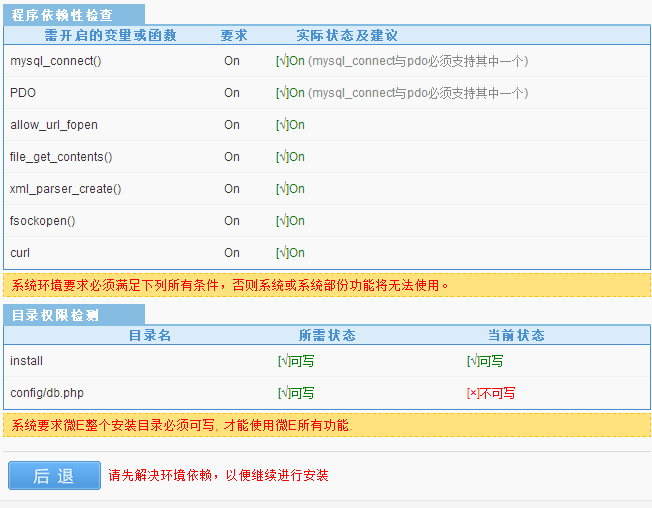 程序依赖性检查
需开启的变量或函数 要求 实际状态及建议
mysql_connect() On [√]On (mysql_connect与pdo必须支持其中一个)
PDO On [√]On (mysql_connect与pdo必须支持其中一个)
allow_url_fopen On [√]On
file_get_contents() On [√]On
xml_parser_create() On [√]On
fsockopen() On [√]On
curl On [√]On
系统环境要求必须满足下列所有条件，否则系统或系统部份功能将无法使用。
目录权限检测
目录名 所需状态 当前状态
install [√]可写 [√]可写
config/db.php [√]可写 [×]不可写
系统要求微E整个安装目录必须可写, 才能使用微E所有功能.
后退 请先解决环境依赖，以便继续进行安装